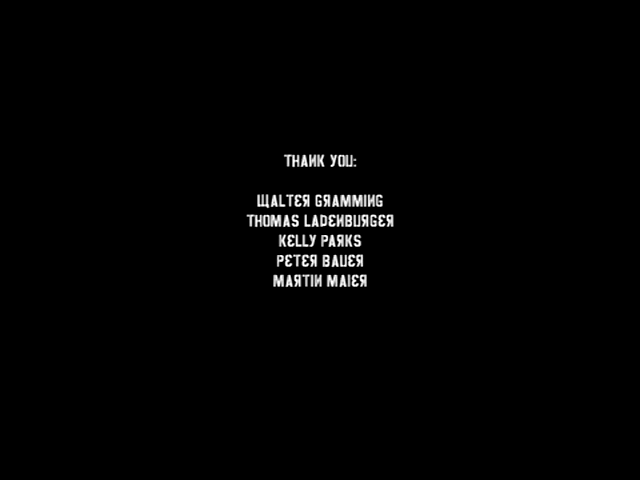 THANK YOU:
WALTER GRAMMING
THOMAS LADENBURGER
KELLY PARKS
PETER BAUER
MARTIN MAIER